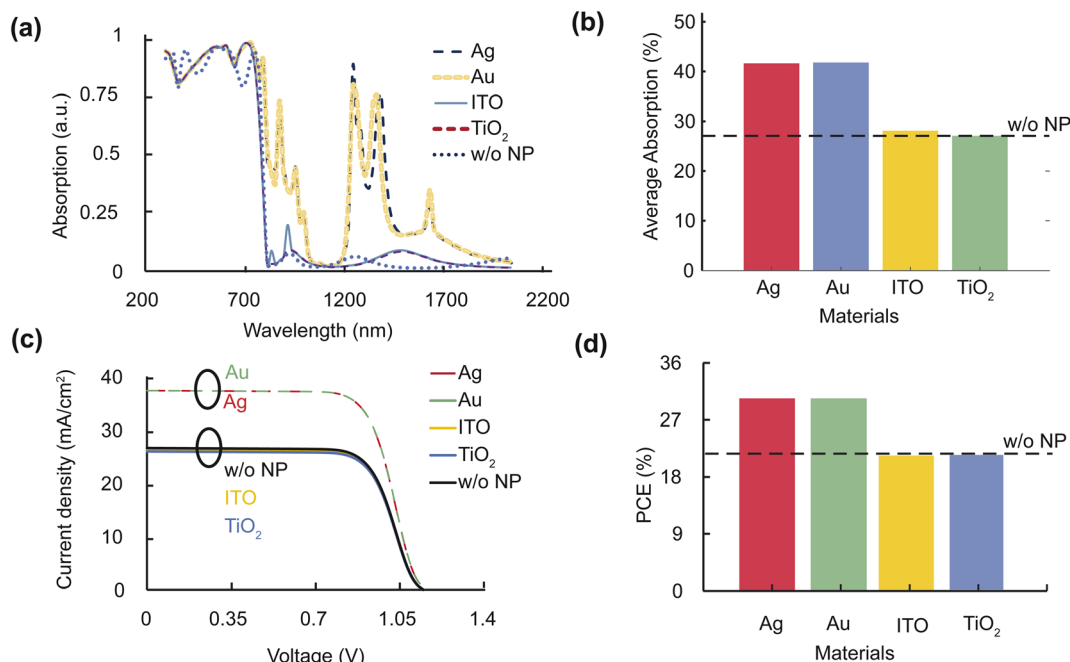 (a)
Absorption (a.u.)
1
0.75
0.5
0.25
0
200
700
1200
1700
2200
Wavelength (nm)
Ag
Au
ITO
TiO₂
w/o NP
(b)
Average Absorption (%)
50
40
30
20
10
0
w/o NP
Ag
Au
ITO
TiO₂
Materials
(c)
Current density (mA/cm²)
40
30
20
10
0
0
0.35
0.7
1.05
1.4
Voltage (V)
Au
Ag
w/o NP
ITO
TiO₂
Ag
Au
ITO
TiO₂
w/o NP
(d)
PCE (%)
36
27
18
9
0
w/o NP
Ag
Au
ITO
TiO₂
Materials